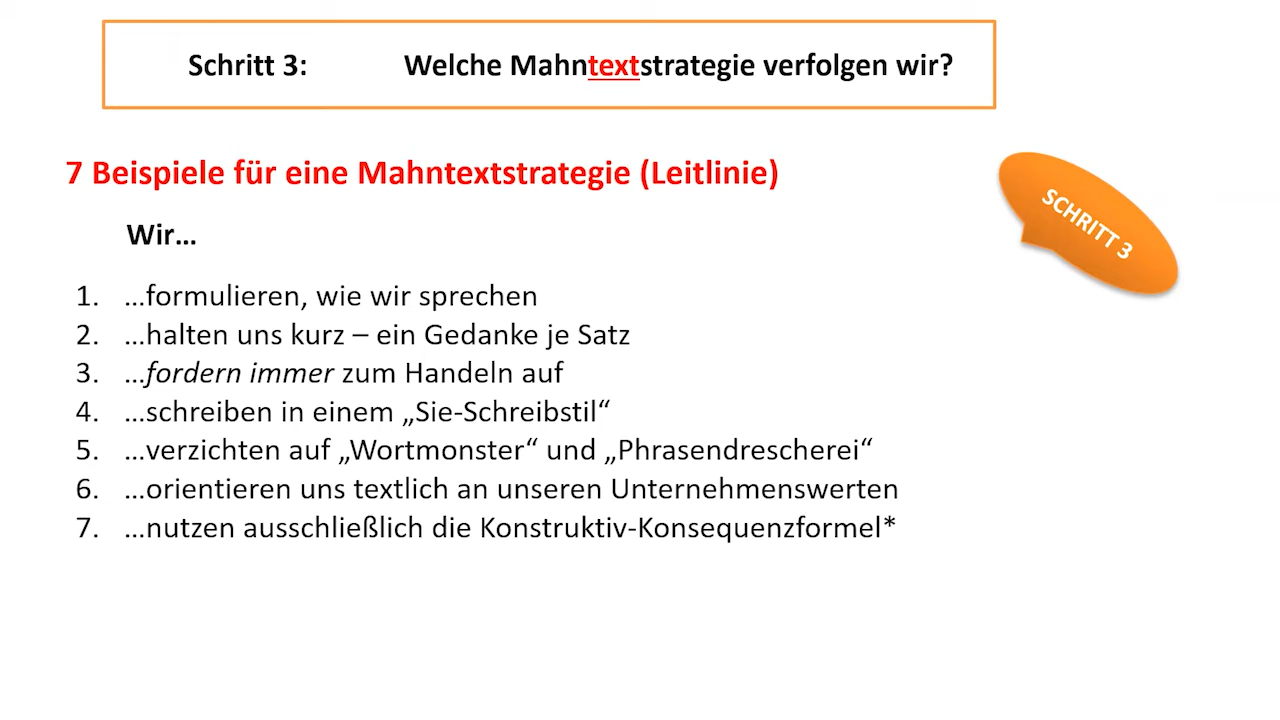 Schritt 3: Welche Mahntextstrategie verfolgen wir?
7 Beispiele für eine Mahntextstrategie (Leitlinie)
SCHRITT 3
Wir...
1. ...formulieren, wie wir sprechen
2. ...halten uns kurz – ein Gedanke je Satz
3. ...fordern immer zum Handeln auf
4. ...schreiben in einem „Sie-Schreibstil“
5. ...verzichten auf „Wortmonster“ und „Phrasendrescherei“
6. ...orientieren uns textlich an unseren Unternehmenswerten
7. ...nutzen ausschließlich die Konstruktiv-Konsequenzformel*